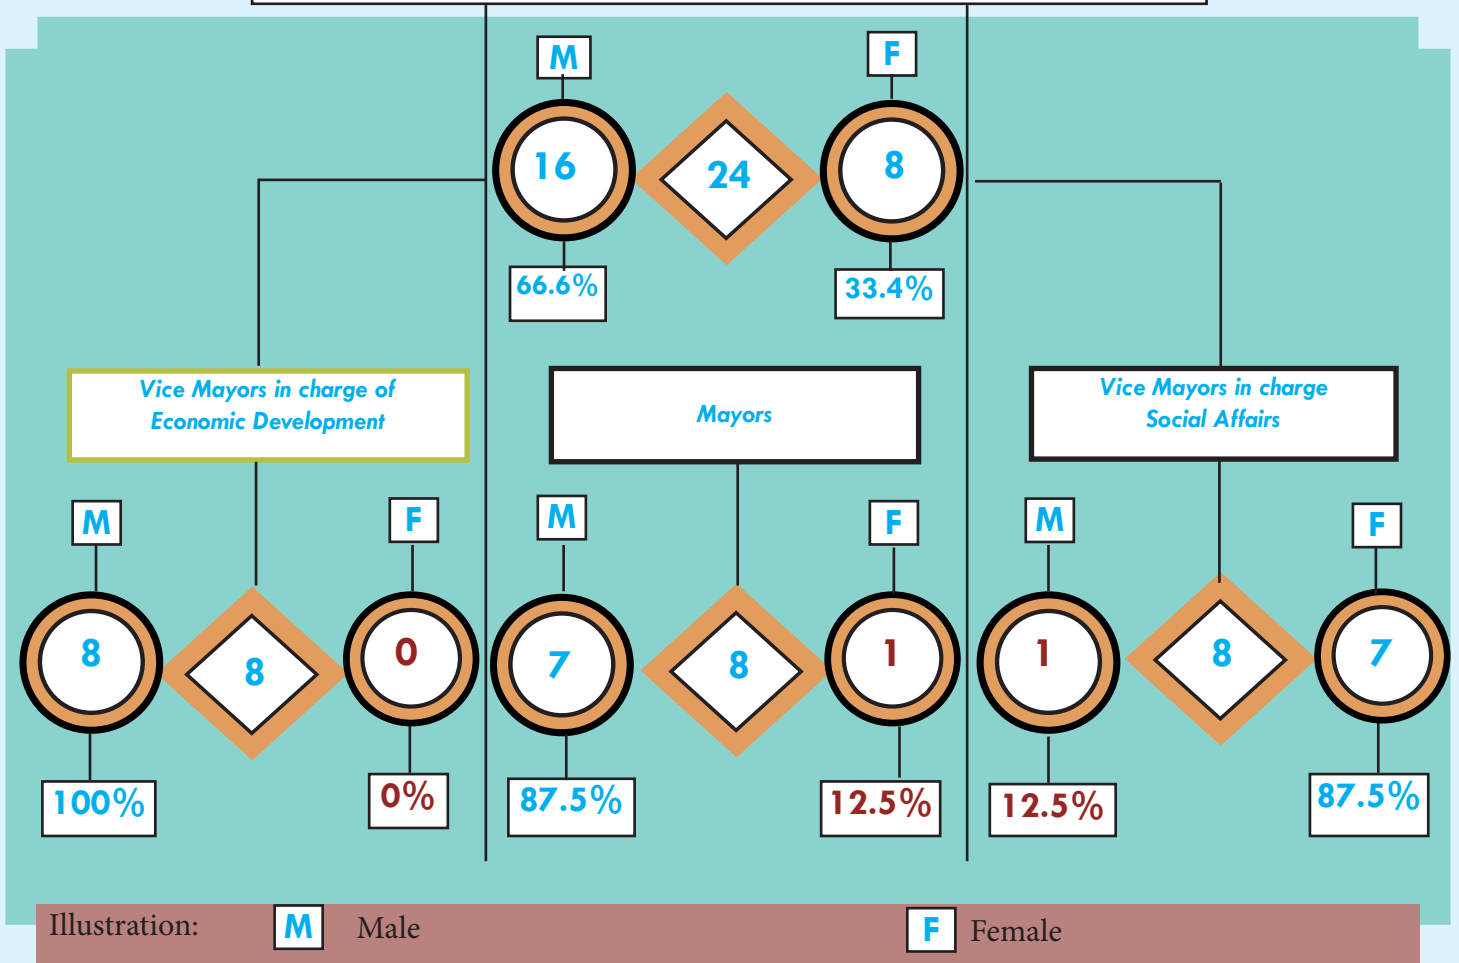 M
F
16
24
8
66.6%
33.4%
Vice Mayors in charge of
Economic Development
Mayors
Vice Mayors in charge
Social Affairs
M
F
M
F
M
F
8
8
0
7
8
1
1
8
7
100%
0%
87.5%
12.5%
12.5%
87.5%
Illustration:
M
Male
F
Female